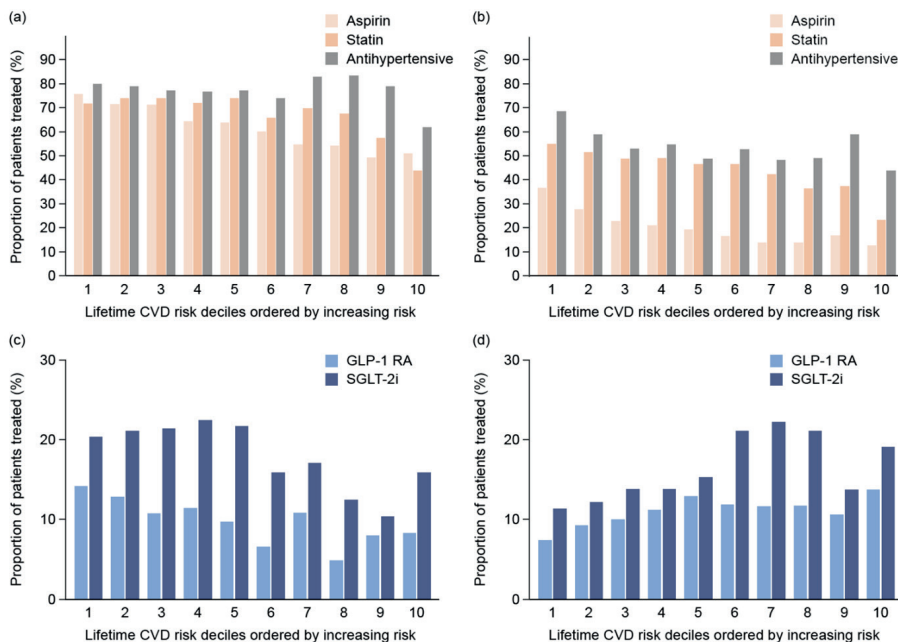 (a)
Aspirin
Statin
Antihypertensive
Proportion of patients treated (%)
90
80
70
60
50
40
30
20
10
0
1 2 3 4 5 6 7 8 9 10
Lifetime CVD risk deciles ordered by increasing risk
(b)
Aspirin
Statin
Antihypertensive
Proportion of patients treated (%)
90
80
70
60
50
40
30
20
10
0
1 2 3 4 5 6 7 8 9 10
Lifetime CVD risk deciles ordered by increasing risk
(c)
GLP-1 RA
SGLT-2i
Proportion of patients treated (%)
30
20
10
0
1 2 3 4 5 6 7 8 9 10
Lifetime CVD risk deciles ordered by increasing risk
(d)
GLP-1 RA
SGLT-2i
Proportion of patients treated (%)
30
20
10
0
1 2 3 4 5 6 7 8 9 10
Lifetime CVD risk deciles ordered by increasing risk